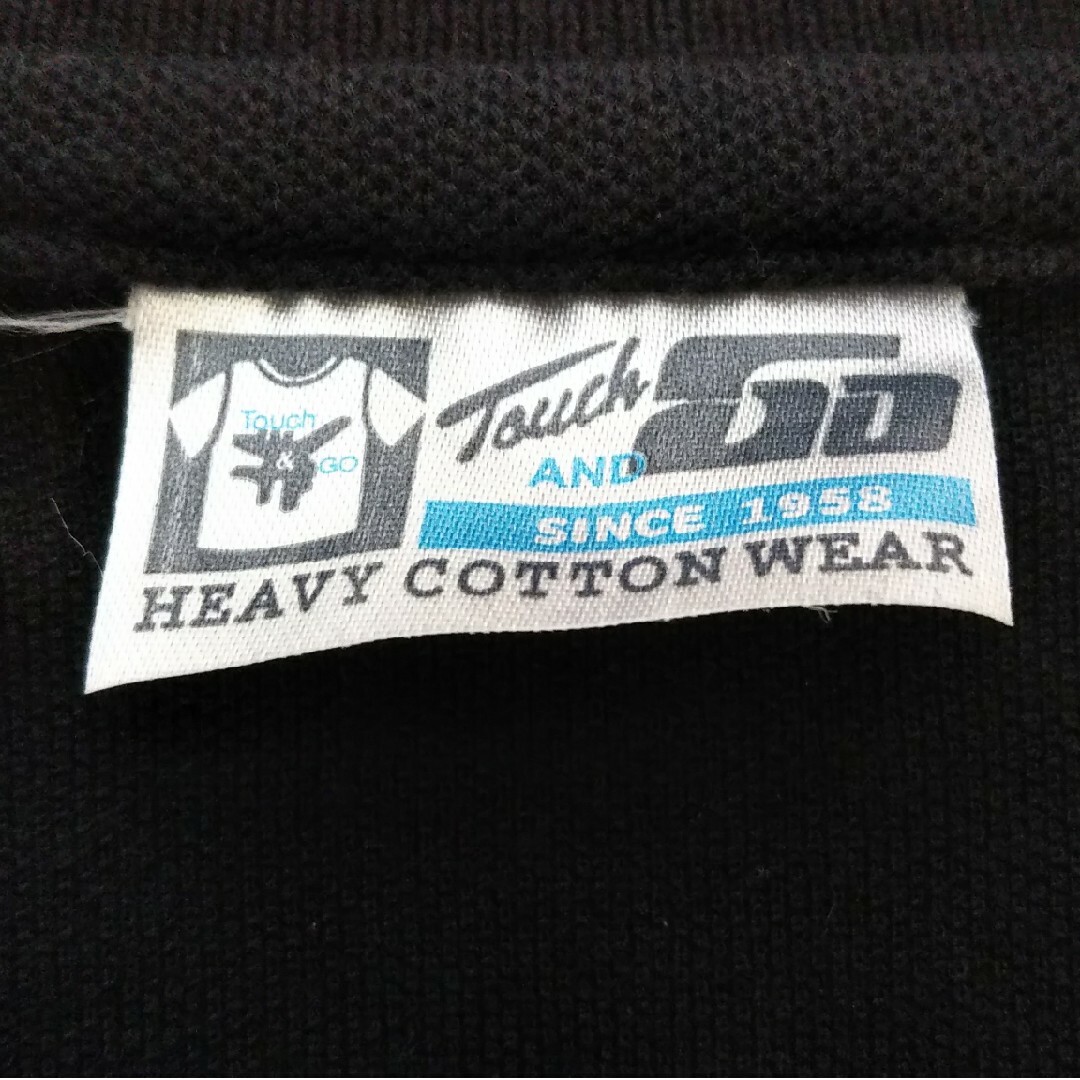 Touch
&
GO
Touch
AND
GO
SINCE 1958
HEAVY COTTON WEAR